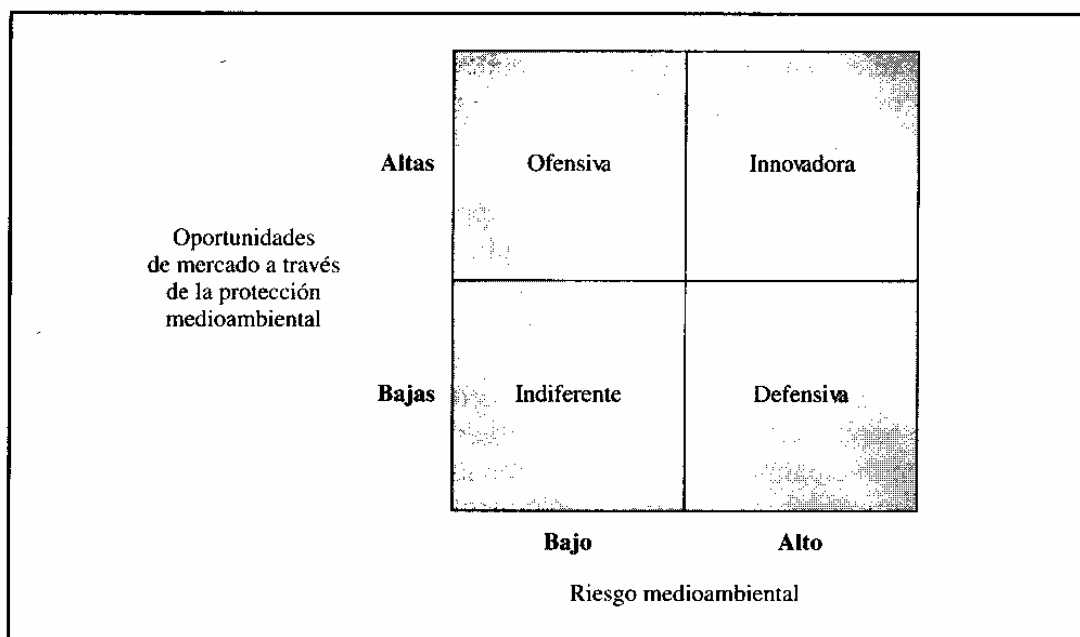 Altas
Ofensiva
Innovadora
Oportunidades
de mercado a través
de la protección
medioambiental
Bajas
Indiferente
Defensiva
Bajo
Alto
Riesgo medioambiental